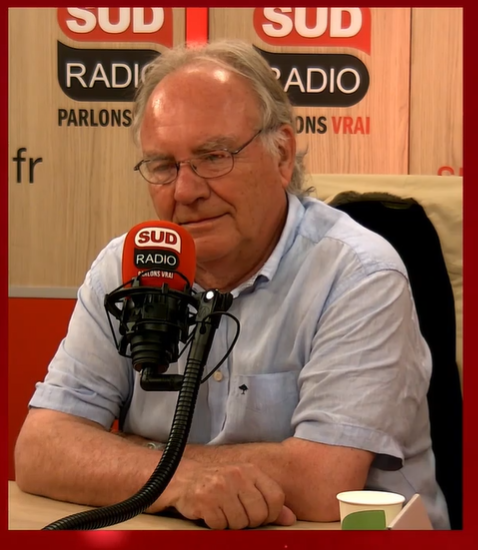 SUD
SUD
RADIO
RADIO
PARLONS
ONS VRAI
.fr
SUD
RADIO
PARLONS VRAI